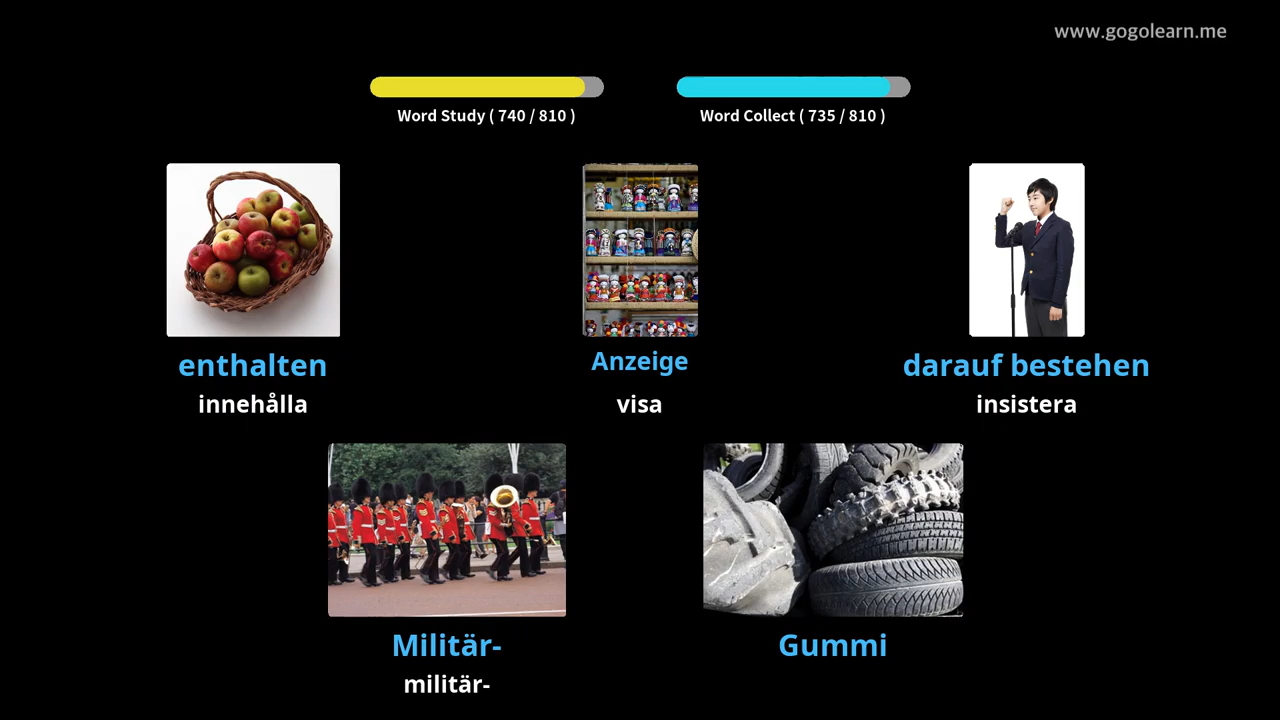 www.gogolearn.me
Word Study ( 740 / 810 )
Word Collect ( 735 / 810 )
enthalten
innehålla
Anzeige
visa
darauf bestehen
insistera
Militär-
militär-
Gummi